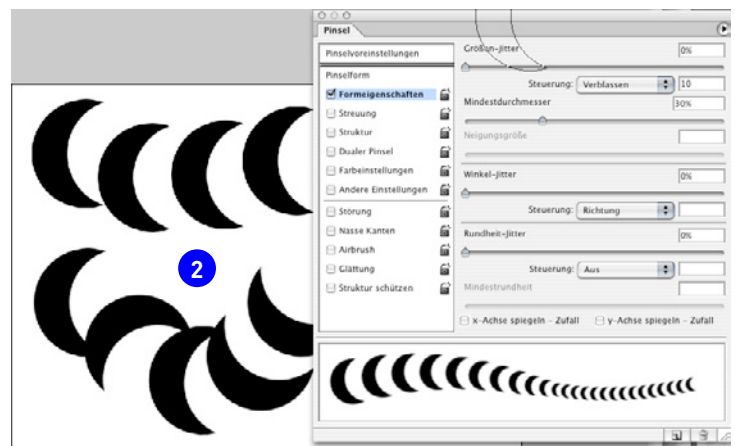 Pinsel
Pinselvoreinstellungen
Pinselform
Formeigenschaften
Streuung
Struktur
Dualer Pinsel
Farbeinstellungen
Andere Einstellungen
Störung
Nasse Kanten
Airbrush
Glättung
Struktur schützen
Größen-Jitter 0%
Steuerung: Verblassen 10
Mindestdurchmesser 30%
Neigungsgröße
Winkel-Jitter 0%
Steuerung: Richtung
Rundheit-Jitter 0%
Steuerung: Aus
Mindestrundheit
x-Achse spiegeln - Zufall y-Achse spiegeln - Zufall
2